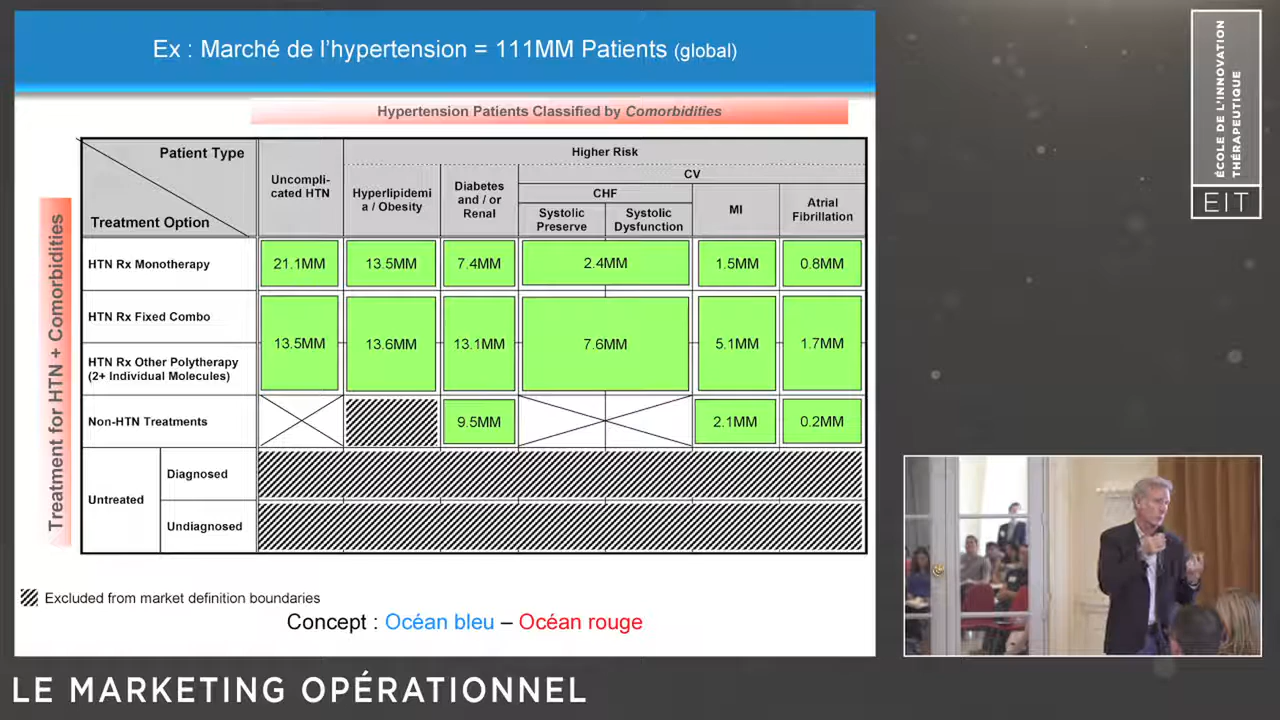 Ex : Marché de l'hypertension = 111MM Patients (global)
Hypertension Patients Classified by Comorbidities
Treatment for HTN + Comorbidities
Patient Type
Treatment Option
Uncompli-
cated HTN
Higher Risk
Hyperlipidemi
a / Obesity
Diabetes
and / or
Renal
CV
CHF
Systolic
Preserve
Systolic
Dysfunction
MI
Atrial
Fibrillation
HTN Rx Monotherapy
21.1MM
13.5MM
7.4MM
2.4MM
1.5MM
0.8MM
HTN Rx Fixed Combo
HTN Rx Other Polytherapy
(2+ Individual Molecules)
13.5MM
13.6MM
13.1MM
7.6MM
5.1MM
1.7MM
Non-HTN Treatments
9.5MM
2.1MM
0.2MM
Untreated
Diagnosed
Undiagnosed
Excluded from market definition boundaries
Concept : Océan bleu – Océan rouge
LE MARKETING OPÉRATIONNEL
ÉCOLE DE L'INNOVATION
THÉRAPEUTIQUE
EIT